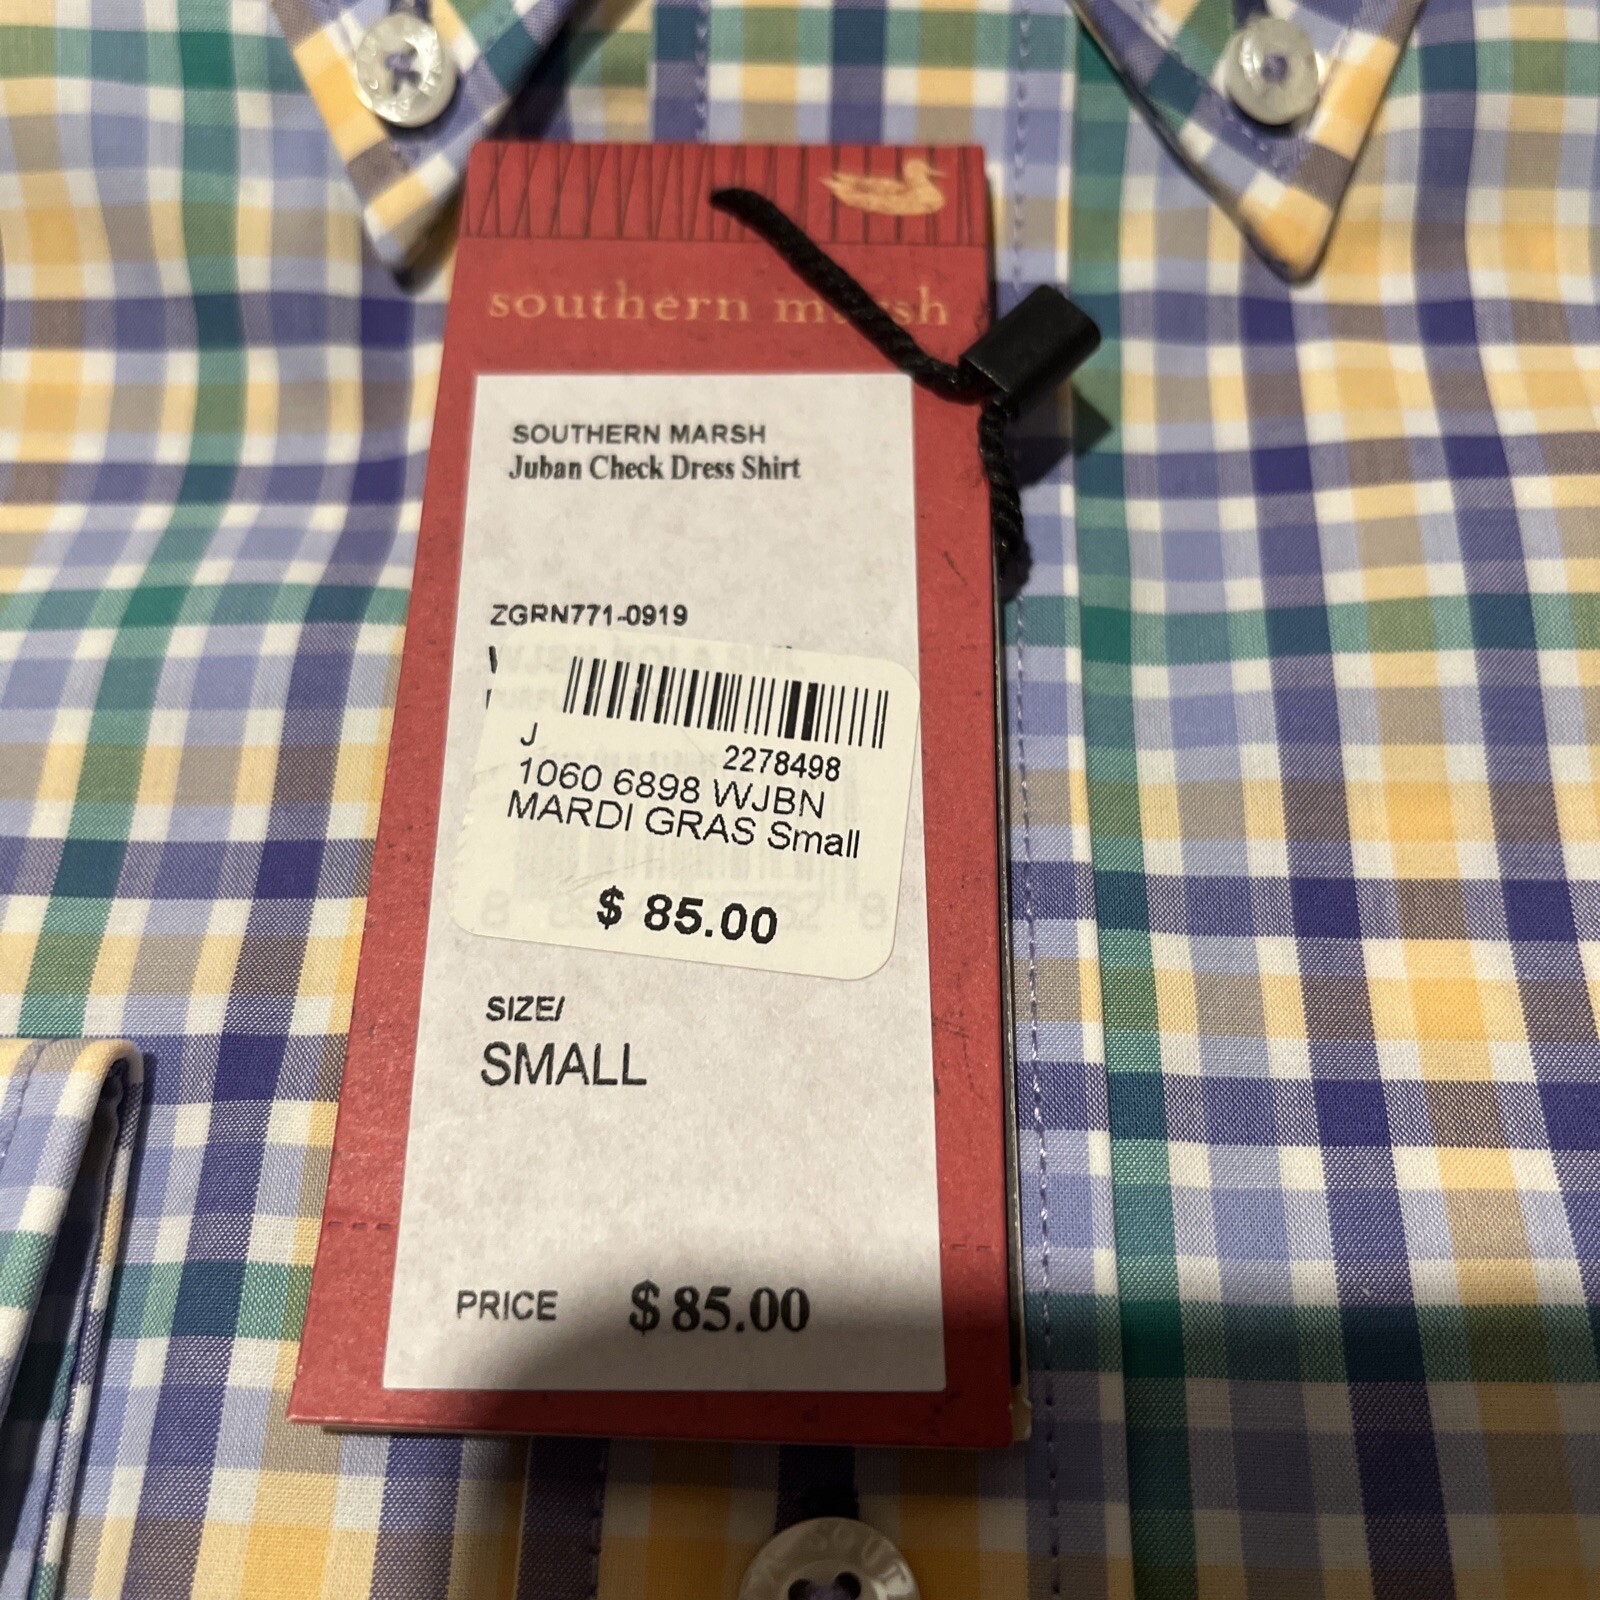 southern marsh
SOUTHERN MARSH
Juban Check Dress Shirt
ZGRN771-0919
J
2278498
1060 6898 WJBN
MARDI GRAS Small
$ 85.00
SIZE/
SMALL
PRICE $ 85.00